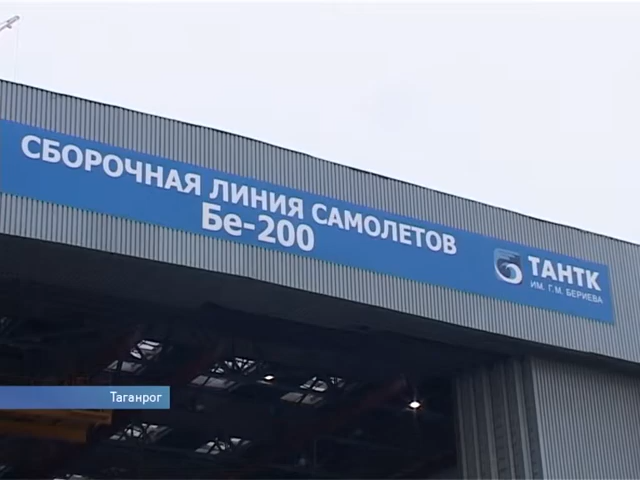 СБОРОЧНАЯ ЛИНИЯ САМОЛЕТОВ
Бе-200
ТАНТК
ИМ. Г.М. БЕРИЕВА
Таганрог